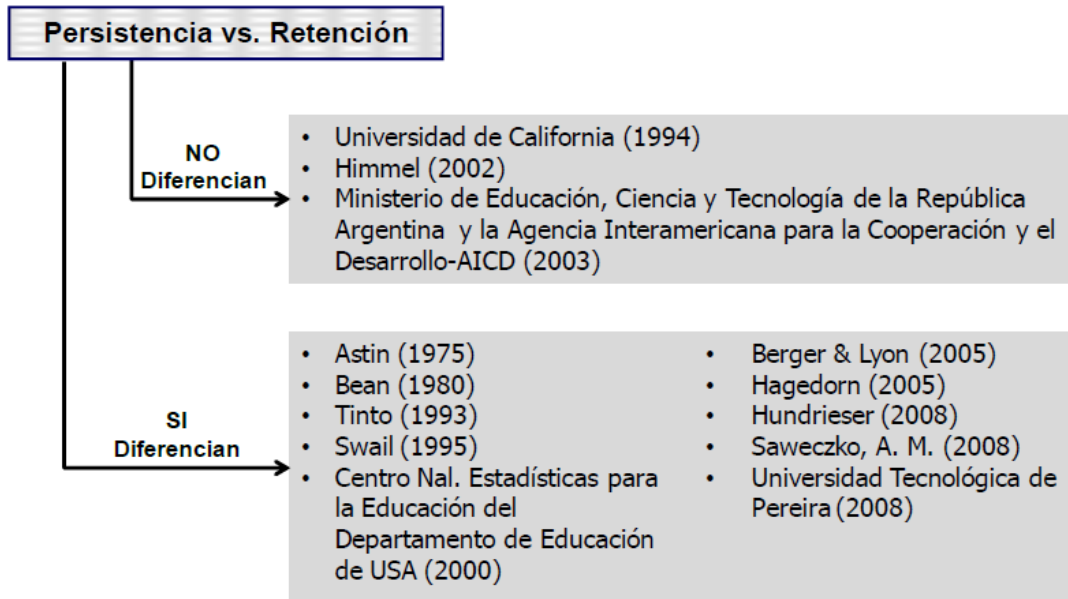 Persistencia vs. Retención
NO
Diferencian
• Universidad de California (1994)
• Himmel (2002)
• Ministerio de Educación, Ciencia y Tecnología de la República
Argentina y la Agencia Interamericana para la Cooperación y el
Desarrollo-AICD (2003)
SI
Diferencian
• Astin (1975)
• Bean (1980)
• Tinto (1993)
• Swail (1995)
• Centro Nal. Estadísticas para
la Educación del
Departamento de Educación
de USA (2000)
• Berger & Lyon (2005)
• Hagedorn (2005)
• Hundrieser (2008)
• Saweczko, A. M. (2008)
• Universidad Tecnológica de
Pereira (2008)